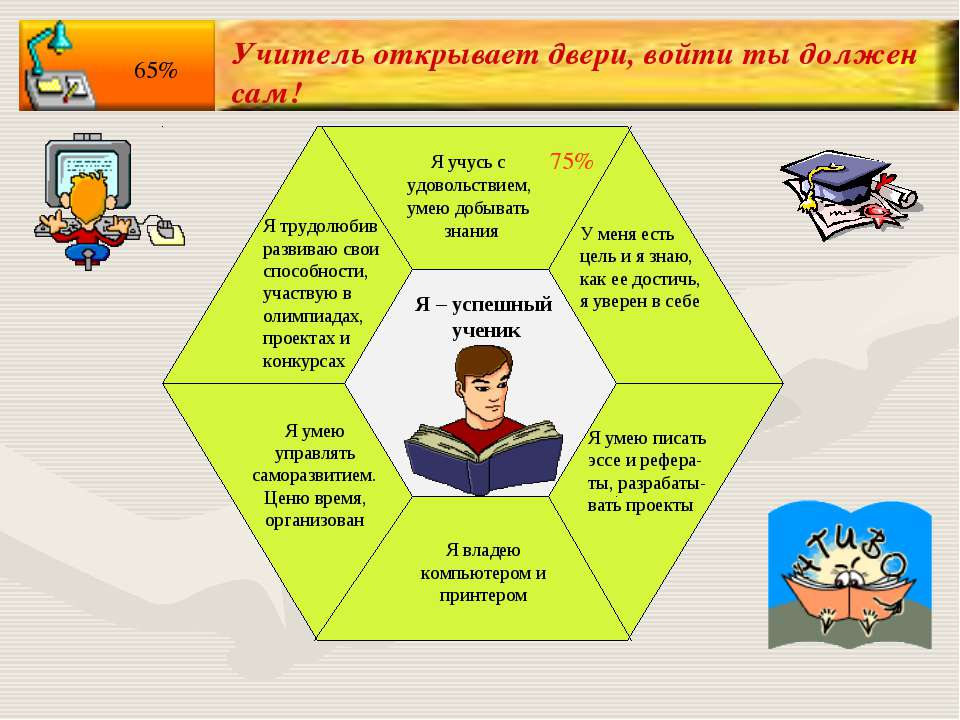 65%
Учитель открывает двери, войти ты должен
сам!
Я учусь с
удовольствием,
умею добывать
знания
75%
Я трудолюбив
развиваю свои
способности,
участвую в
олимпиадах,
проектах и
конкурсах
У меня есть
цель и я знаю,
как ее достичь,
я уверен в себе
Я – успешный
ученик
Я умею
управлять
саморазвитием.
Ценю время,
организован
Я умею писать
эссе и рефера-
ты, разрабаты-
вать проекты
Я владею
компьютером и
принтером
ЧТИВО